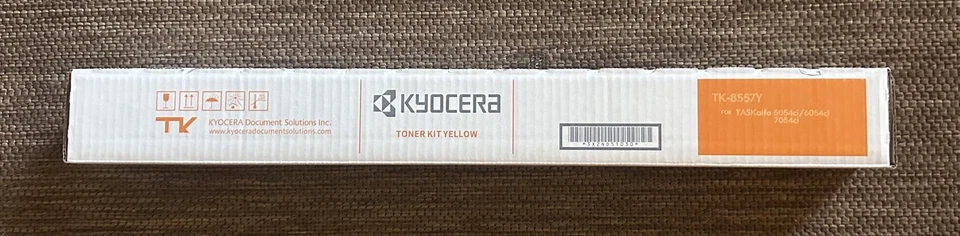 TK
KYOCERA Document Solutions Inc.
www.kyoceradocumentsolutions.com
KYOCERA
TONER KIT YELLOW
*3V2ND51030*
TK-8557Y
FOR TASKalfa 5054ci/6054ci
7054ci